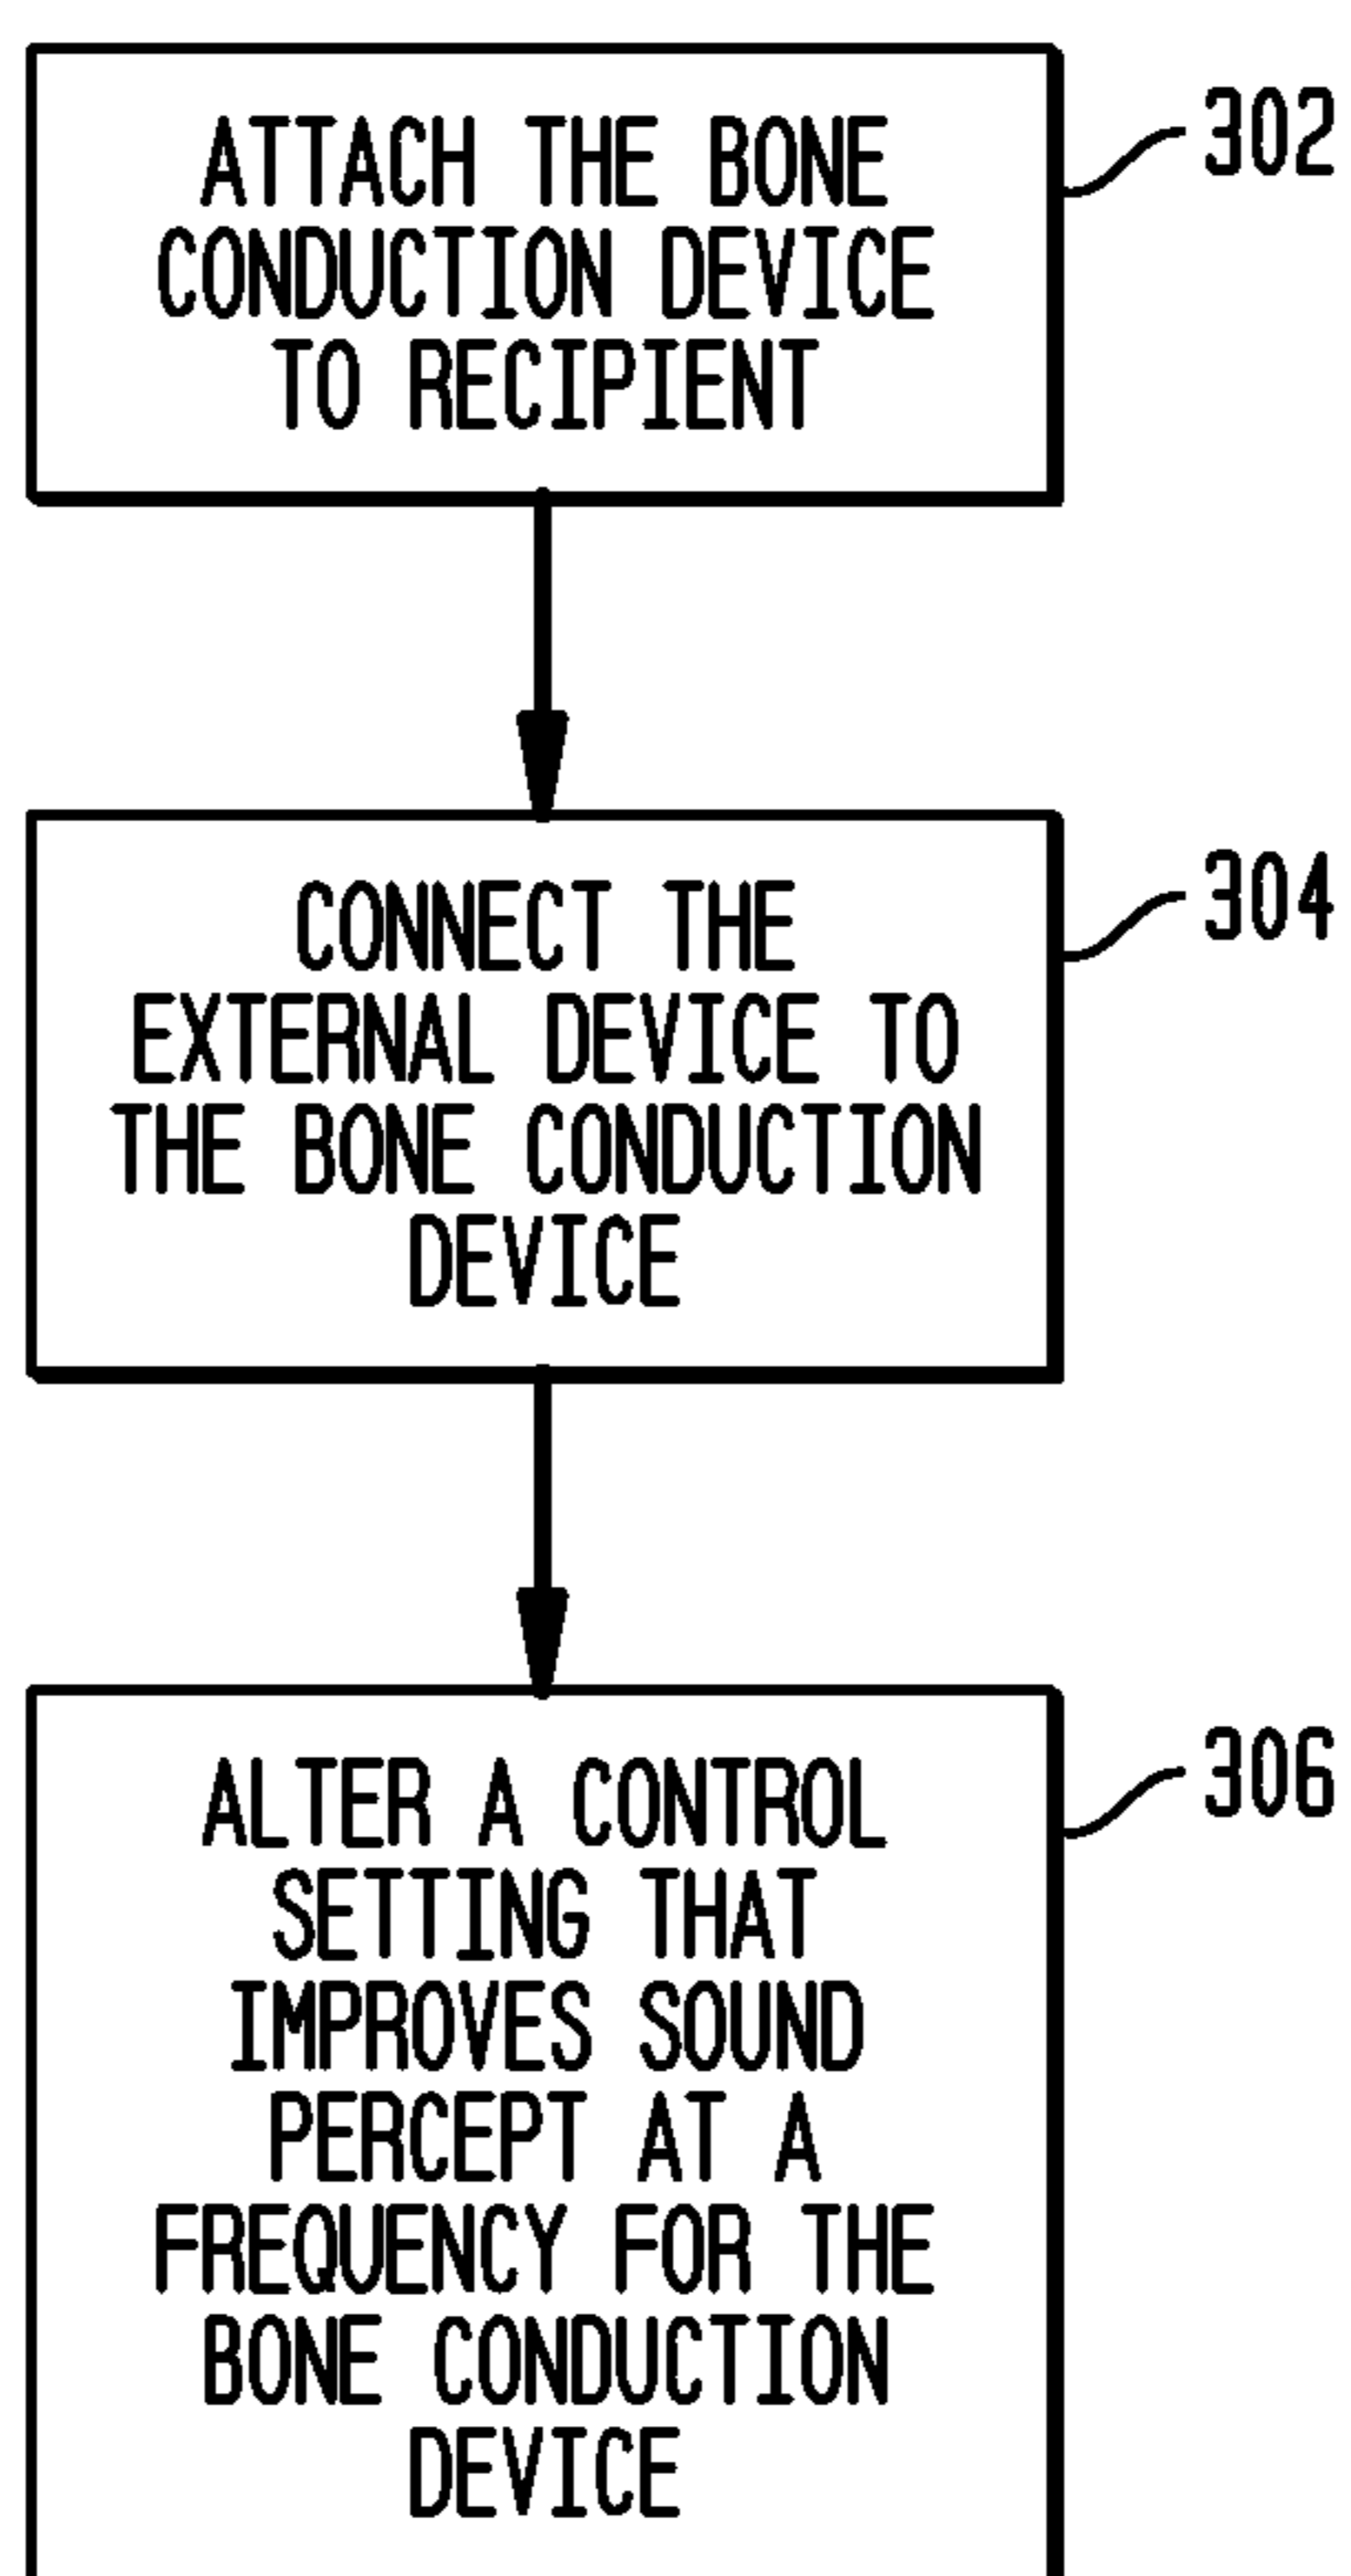 ATTACH THE BONE
CONDUCTION DEVICE
TO RECIPIENT
302
CONNECT THE
EXTERNAL DEVICE TO
THE BONE CONDUCTION
DEVICE
304
ALTER A CONTROL
SETTING THAT
IMPROVES SOUND
PERCEPT AT A
FREQUENCY FOR THE
BONE CONDUCTION
DEVICE
306